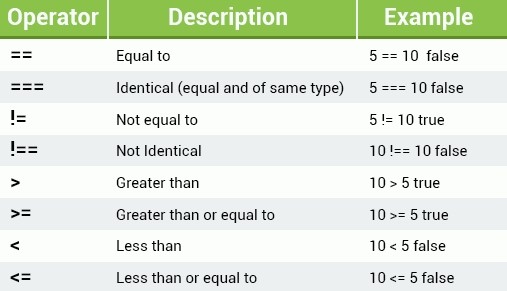 Operator Description Example
== Equal to 5 == 10 false
=== Identical (equal and of same type) 5 === 10 false
!= Not equal to 5 != 10 true
!== Not Identical 10 !== 10 false
> Greater than 10 > 5 true
>= Greater than or equal to 10 >= 5 true
< Less than 10 < 5 false
<= Less than or equal to 10 <= 5 false